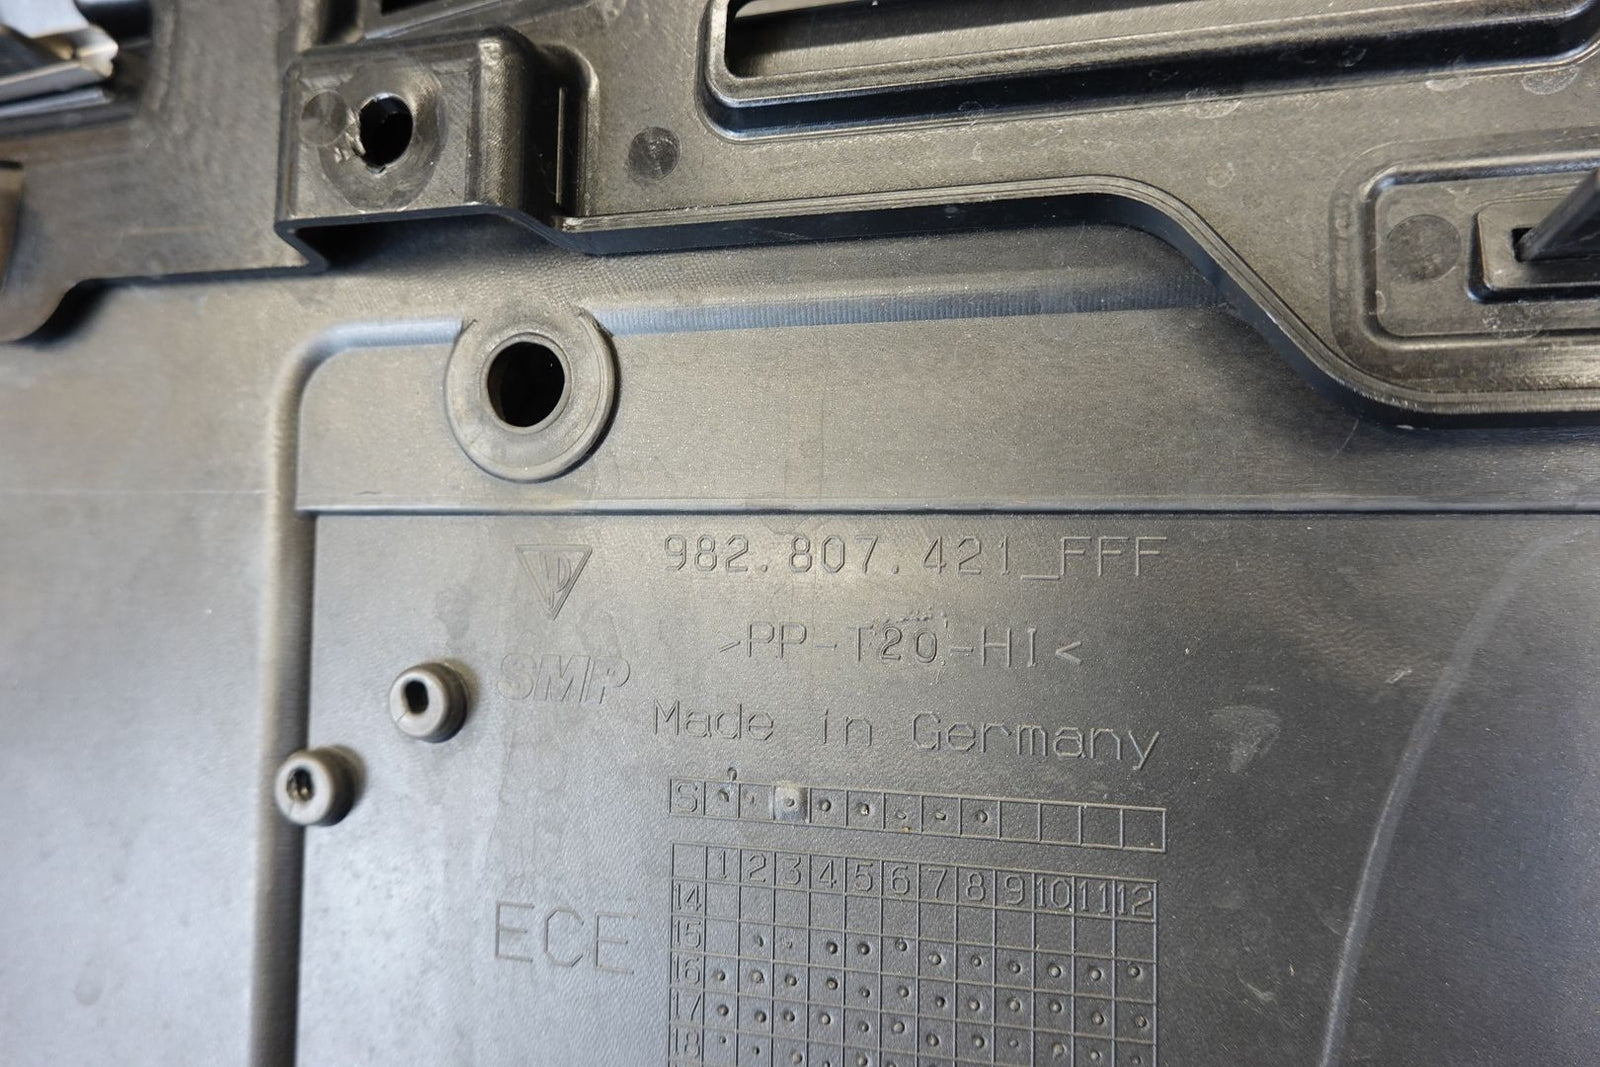 982.807.421_FFF
>PP-T20-HI<
SMP
Made in Germany
S
1 2 3 4 5 6 7 8 9 10 11 12
14
ECE
15
16
17
18